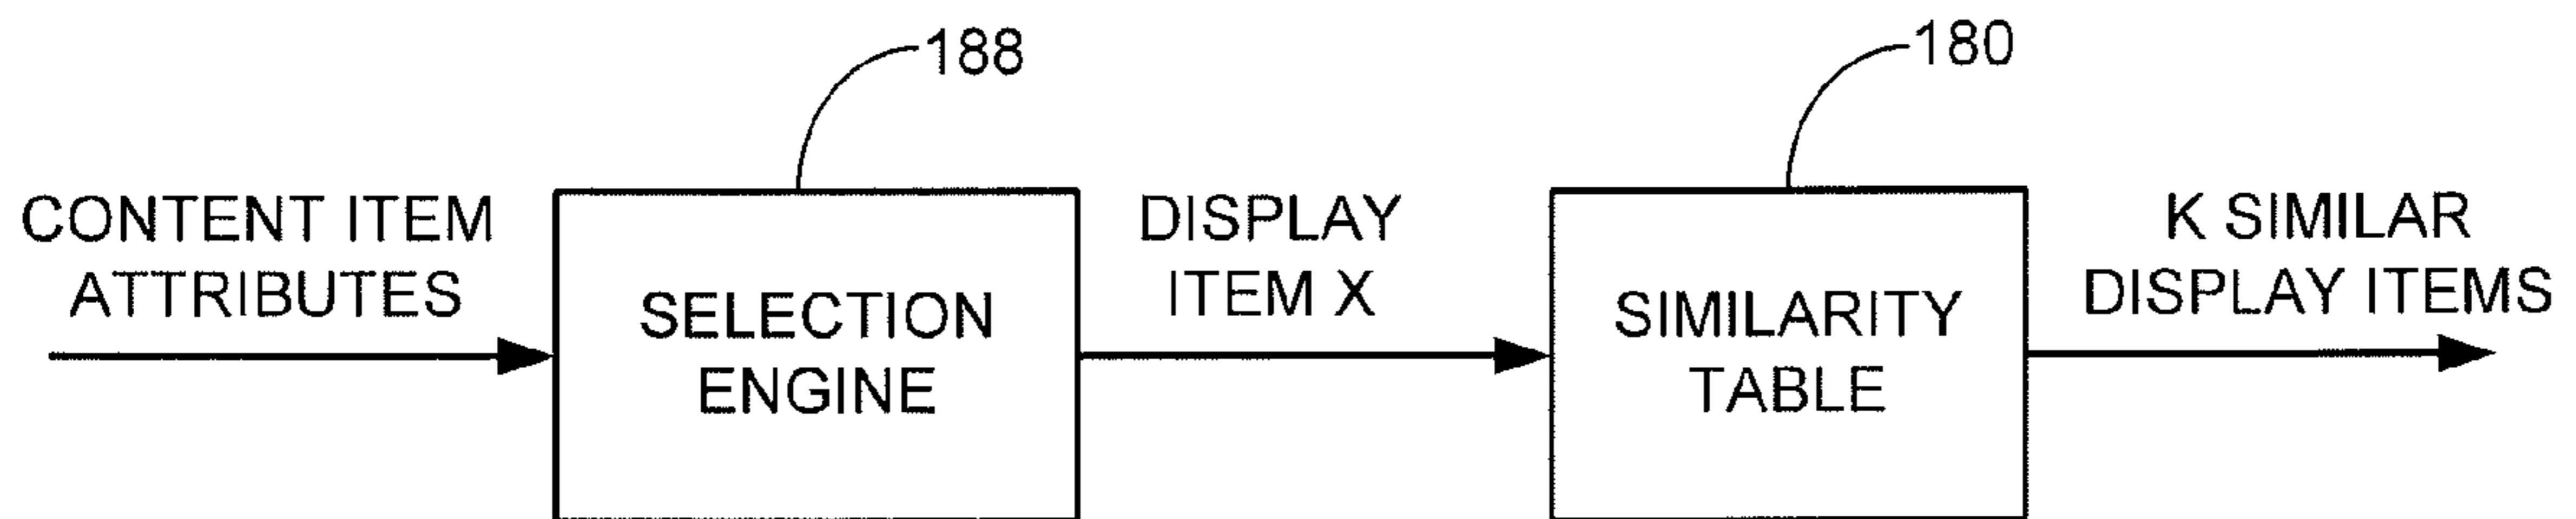 188
180
CONTENT ITEM
ATTRIBUTES
SELECTION
ENGINE
DISPLAY
ITEM X
SIMILARITY
TABLE
K SIMILAR
DISPLAY ITEMS